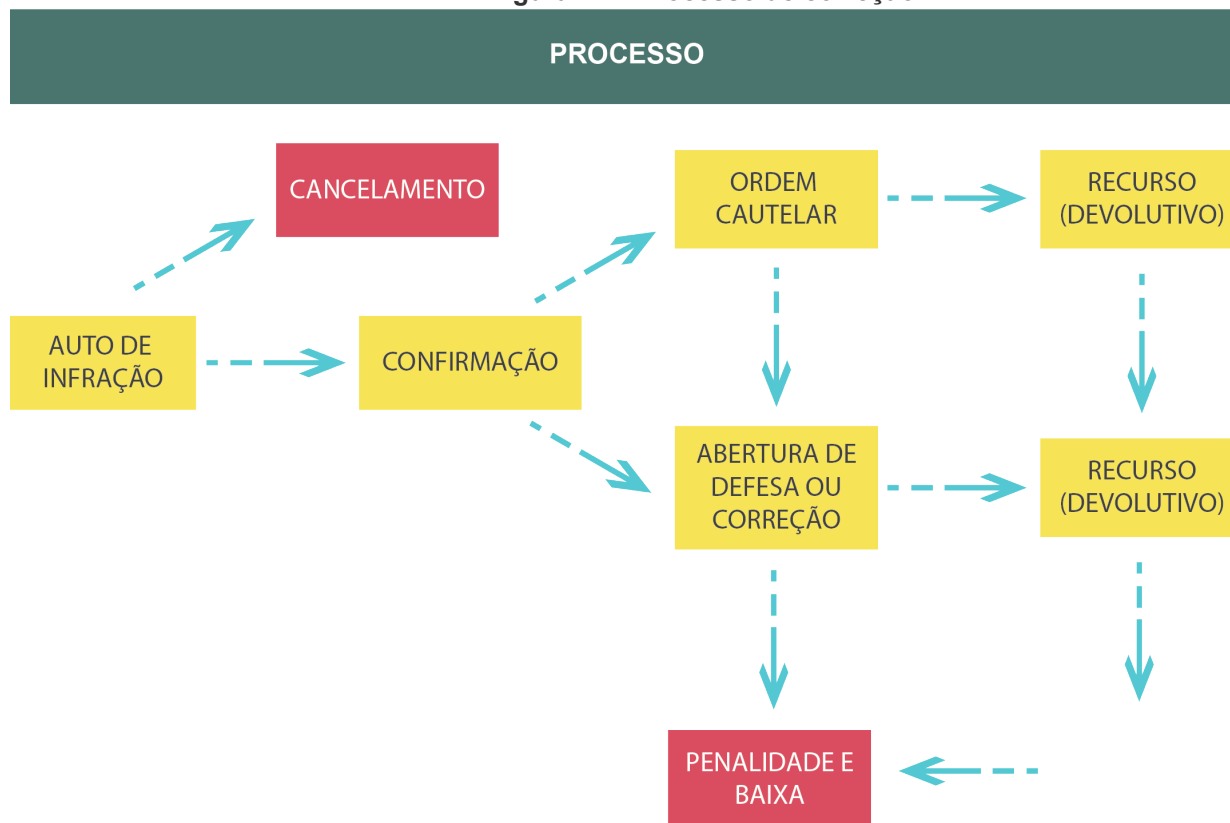 PROCESSO
CANCELAMENTO
ORDEM
CAUTELAR
RECURSO
(DEVOLUTIVO)
AUTO DE
INFRAÇÃO
CONFIRMAÇÃO
ABERTURA DE
DEFESA OU
CORREÇÃO
RECURSO
(DEVOLUTIVO)
PENALIDADE E
BAIXA